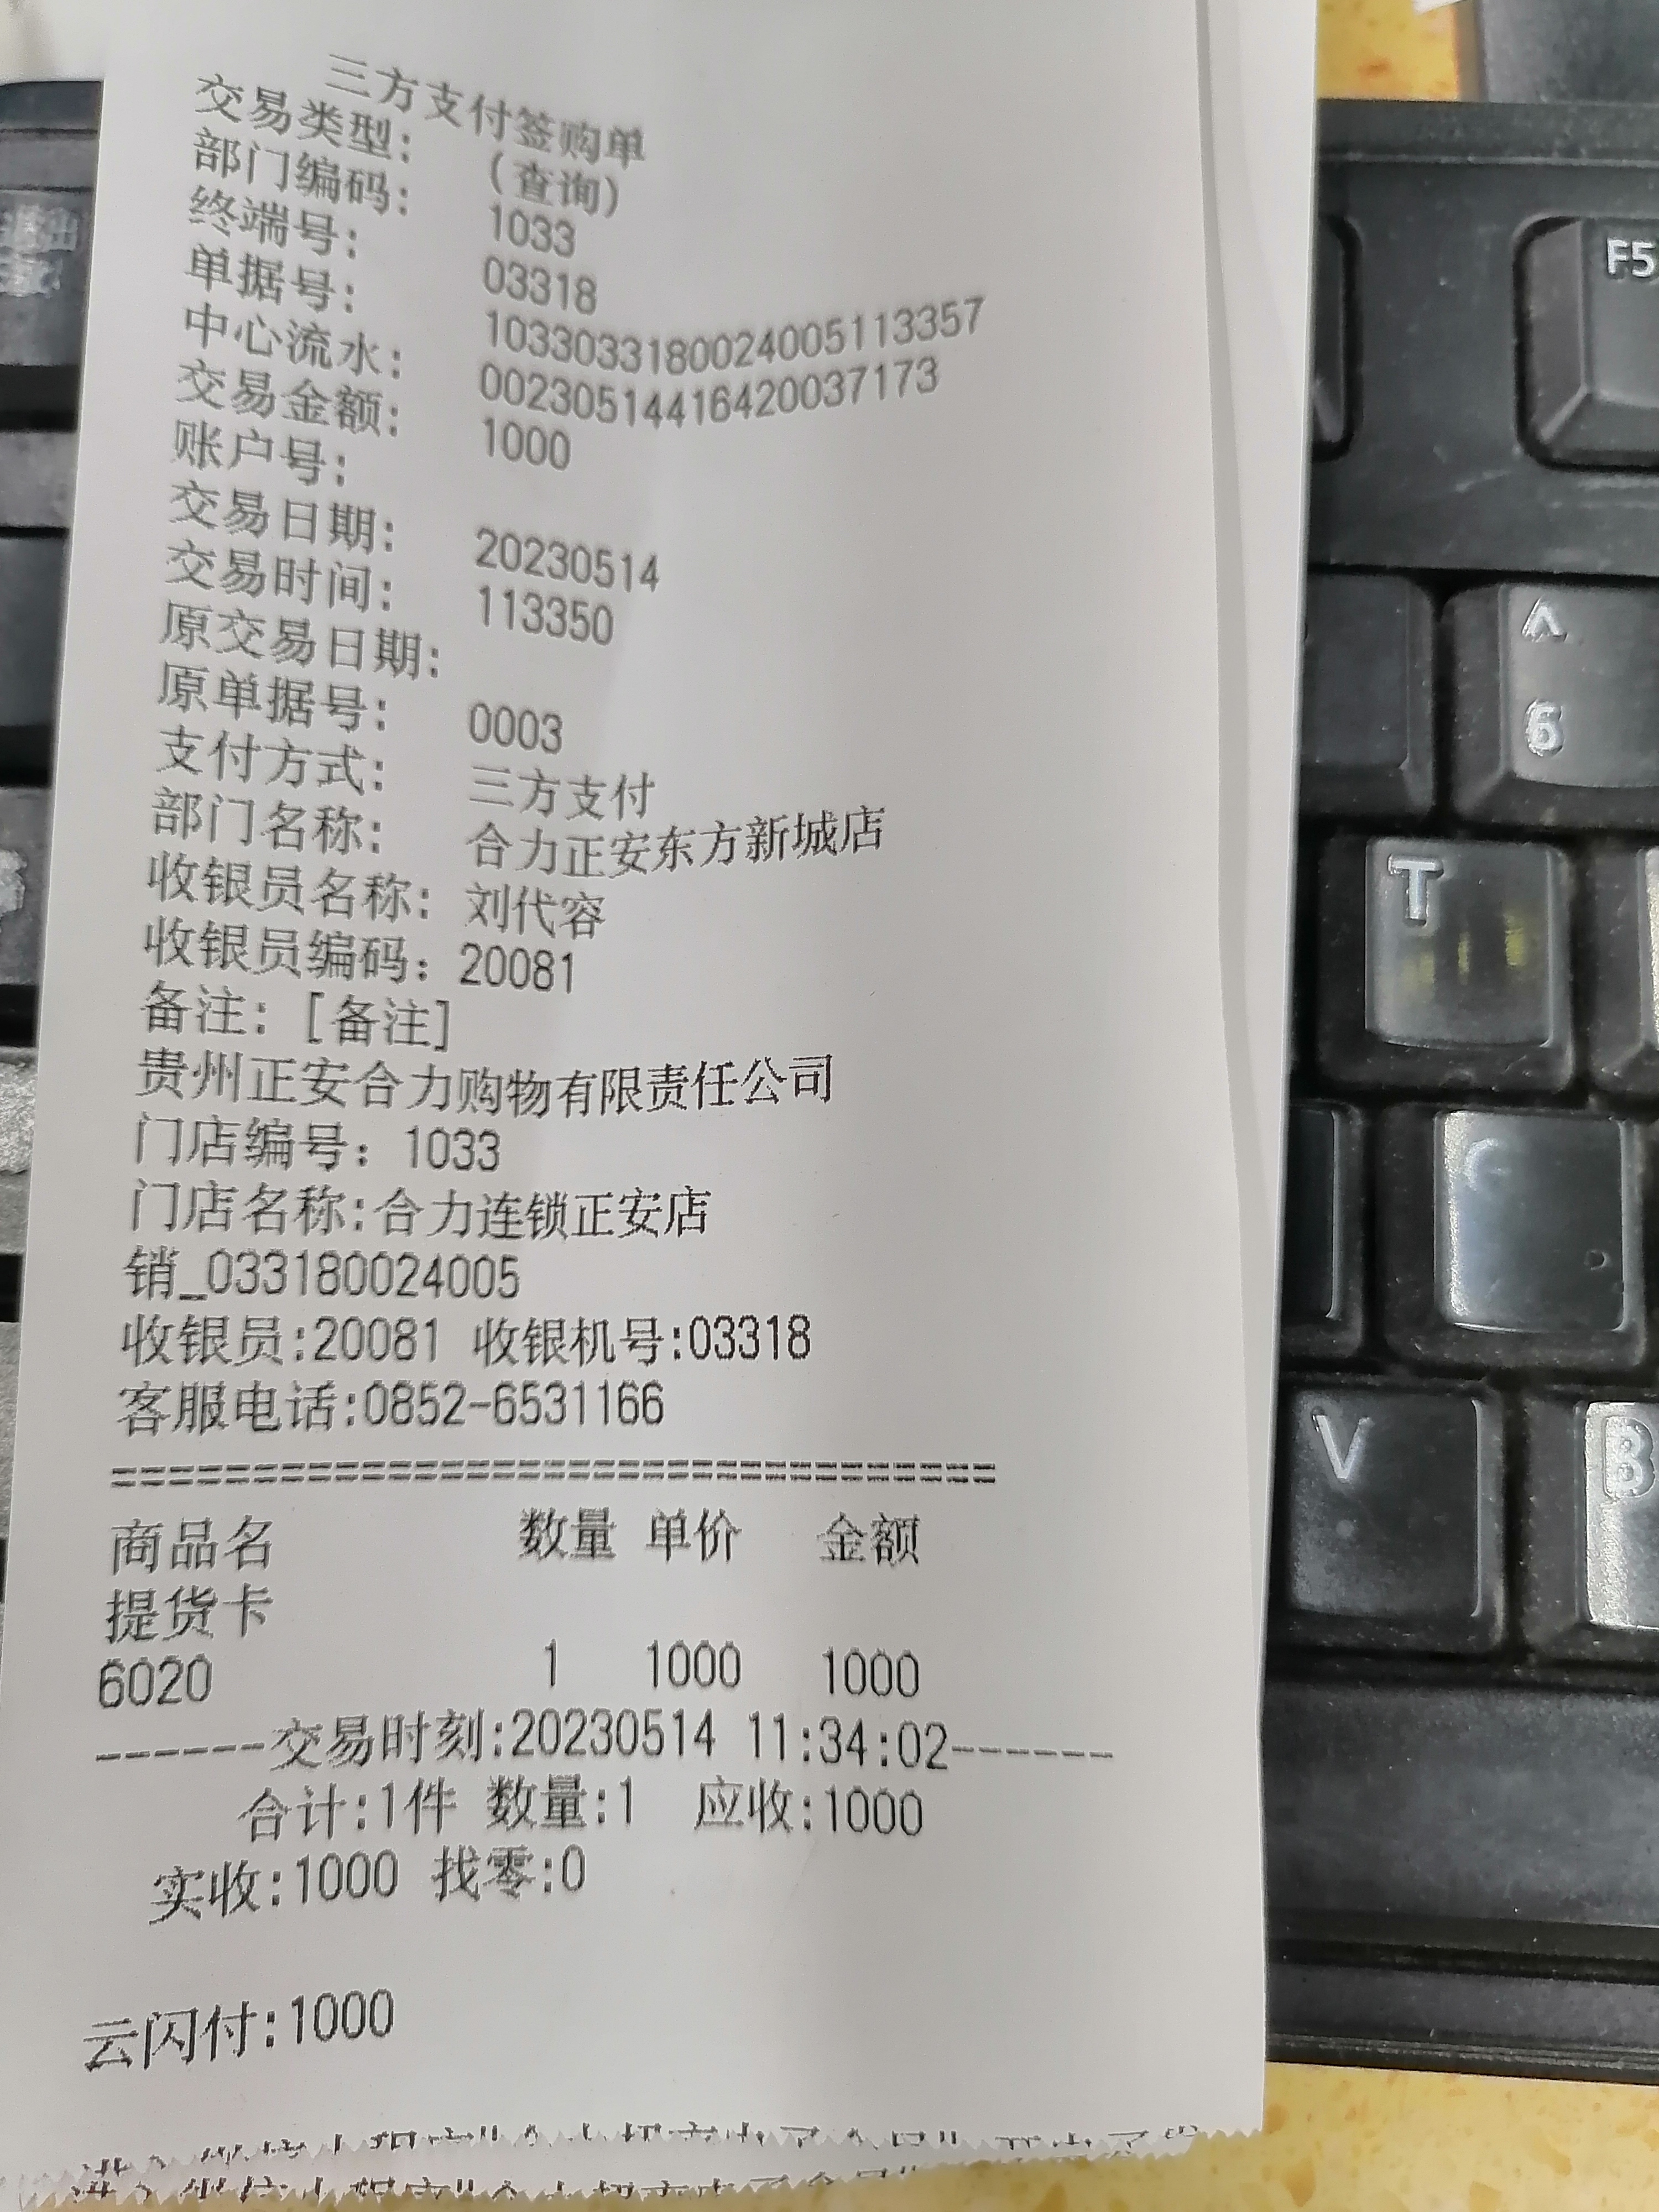 三方支付签购单
交易类型: (查询)
部门编码: 1033
终端号: 03318
单据号: 1033033180024005113357
中心流水: 00230514416420037173
交易金额: 1000
账户号:
交易日期: 20230514
交易时间: 113350
原交易日期:
原单据号: 0003
支付方式: 三方支付
部门名称: 合力正安东方新城店
收银员名称: 刘代容
收银员编码: 20081
备注: [备注]
贵州正安合力购物有限责任公司
门店编号: 1033
门店名称:合力连锁正安店
销_033180024005
收银员:20081 收银机号:03318
客服电话:0852-6531166
================================
商品名 数量 单价 金额
提货卡
6020 1 1000 1000
------交易时刻:20230514 11:34:02------
合计:1件 数量:1 应收:1000
实收:1000 找零:0
云闪付:1000
F5
^
6
T
G
V
B